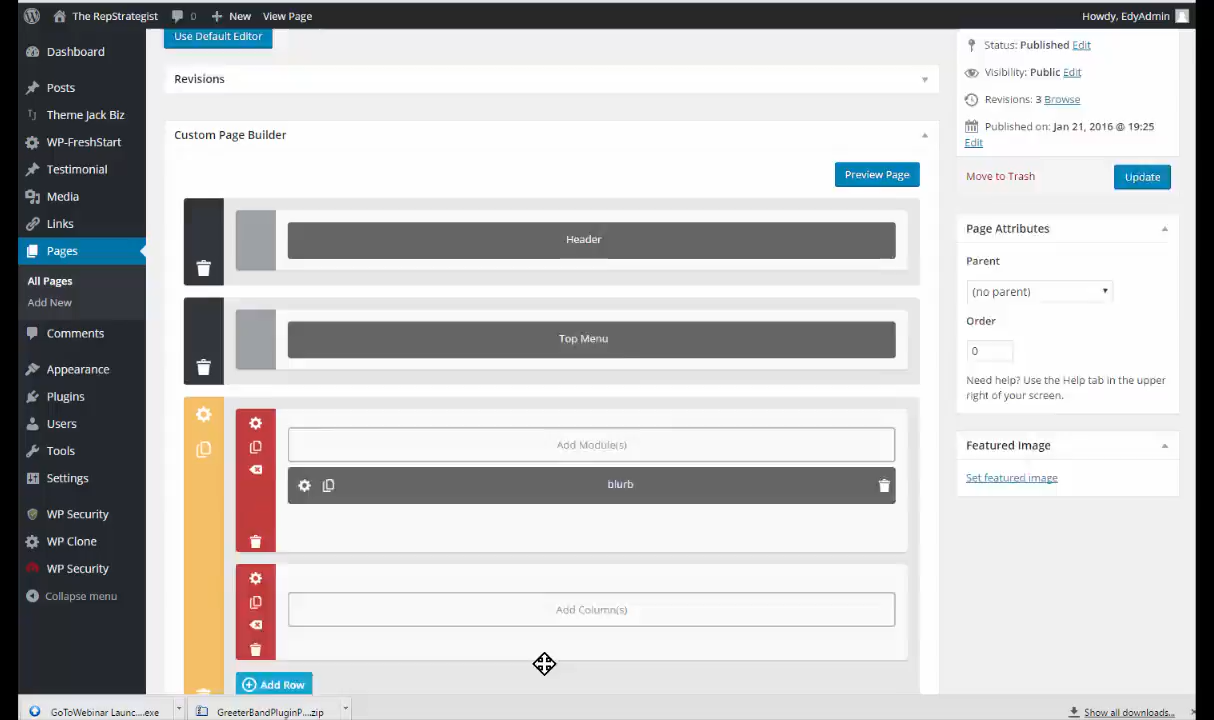 The RepStrategist 0 New View Page Howdy, EdyAdmin
Dashboard
Posts
Theme Jack Biz
WP-FreshStart
Testimonial
Media
Links
Pages
All Pages
Add New
Comments
Appearance
Plugins
Users
Tools
Settings
WP Security
WP Clone
WP Security
Collapse menu
Use Default Editor
Revisions
Custom Page Builder
Preview Page
Header
Top Menu
Add Module(s)
blurb
Add Column(s)
Add Row
Status: Published Edit
Visibility: Public Edit
Revisions: 3 Browse
Published on: Jan 21, 2016 @ 19:25
Edit
Move to Trash Update
Page Attributes
Parent
(no parent)
Order
0
Need help? Use the Help tab in the upper
right of your screen.
Featured Image
Set featured image
GoToWebinar Launc....exe GreeterBandPluginP....zip Show all downloads...